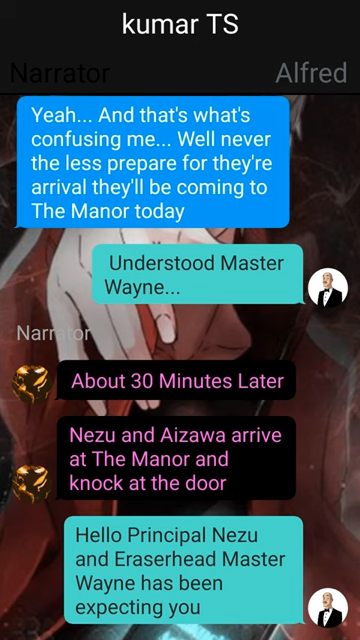 kumar TS
Narrator
Alfred
Yeah... And that's what's
confusing me... Well never
the less prepare for they're
arrival they'll be coming to
The Manor today
Understood Master
Wayne...
Narrator
About 30 Minutes Later
Nezu and Aizawa arrive
at The Manor and
knock at the door
Hello Principal Nezu
and Eraserhead Master
Wayne has been
expecting you